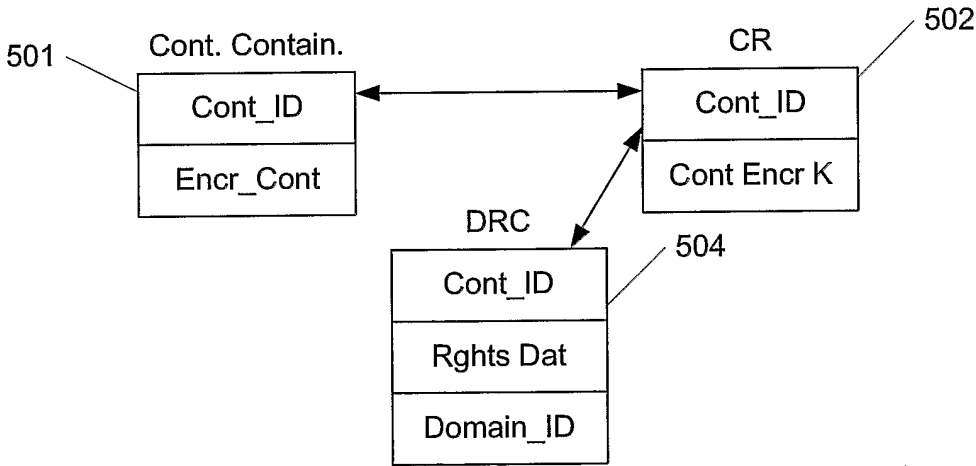 501
Cont. Contain.
Cont_ID
Encr_Cont
CR
502
Cont_ID
Cont Encr K
DRC
504
Cont_ID
Rghts Dat
Domain_ID